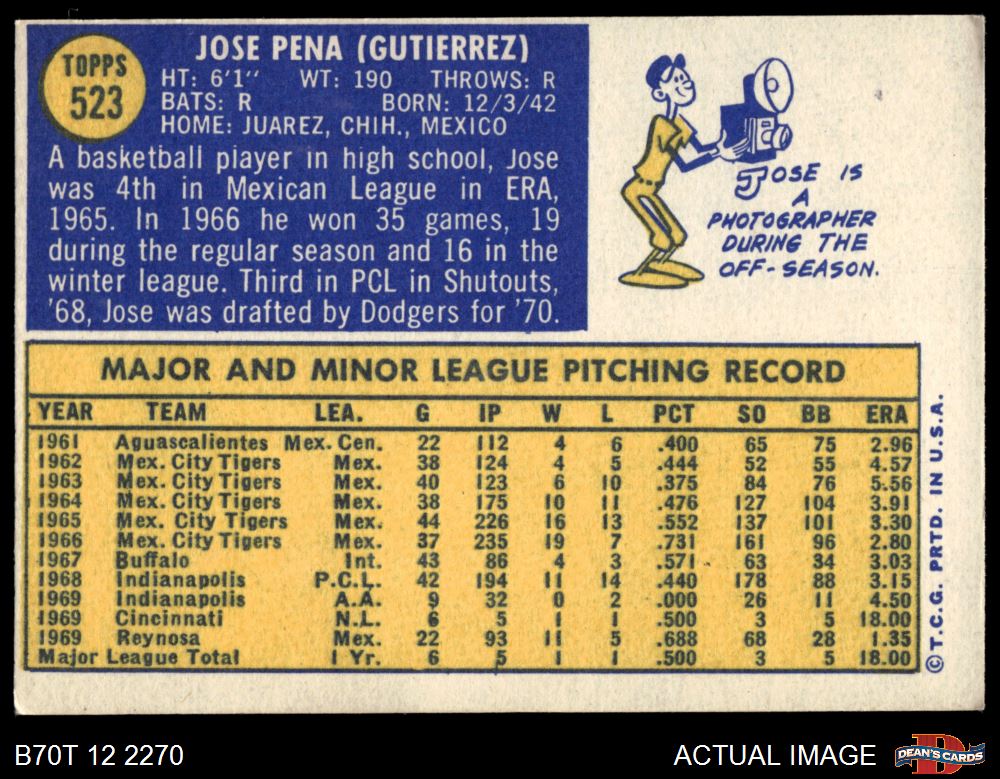 TOPPS
523
JOSE PENA (GUTIERREZ)
HT: 6'1" WT: 190 THROWS: R
BATS: R BORN: 12/3/42
HOME: JUAREZ, CHIH., MEXICO
A basketball player in high school, Jose
was 4th in Mexican League in ERA,
1965. In 1966 he won 35 games, 19
during the regular season and 16 in the
winter league. Third in PCL in Shutouts,
'68, Jose was drafted by Dodgers for '70.
JOSE IS
A
PHOTOGRAPHER
DURING THE
OFF-SEASON.
MAJOR AND MINOR LEAGUE PITCHING RECORD
YEAR TEAM LEA. G IP W L PCT SO BB ERA
1961 Aguascalientes Mex. Cen. 22 112 4 6 .400 65 75 2.96
1962 Mex. City Tigers Mex. 38 124 4 5 .444 52 55 4.57
1963 Mex. City Tigers Mex. 40 123 6 10 .375 84 76 5.56
1964 Mex. City Tigers Mex. 38 175 10 11 .476 127 104 3.91
1965 Mex. City Tigers Mex. 44 226 16 13 .552 137 101 3.30
1966 Mex. City Tigers Mex. 37 235 19 7 .731 161 96 2.80
1967 Buffalo Int. 43 86 4 3 .571 63 34 3.03
1968 Indianapolis P.C.L. 42 194 11 14 .440 178 88 3.15
1969 Indianapolis A.A. 9 32 0 2 .000 26 11 4.50
1969 Cincinnati N.L. 6 5 1 1 .500 3 5 18.00
1969 Reynosa Mex. 22 93 11 5 .688 68 28 1.35
Major League Total 1 Yr. 6 5 1 1 .500 3 5 18.00
© T.C.G. PRTD. IN U.S.A.
B70T 12 2270
ACTUAL IMAGE
DEAN'S CARDS